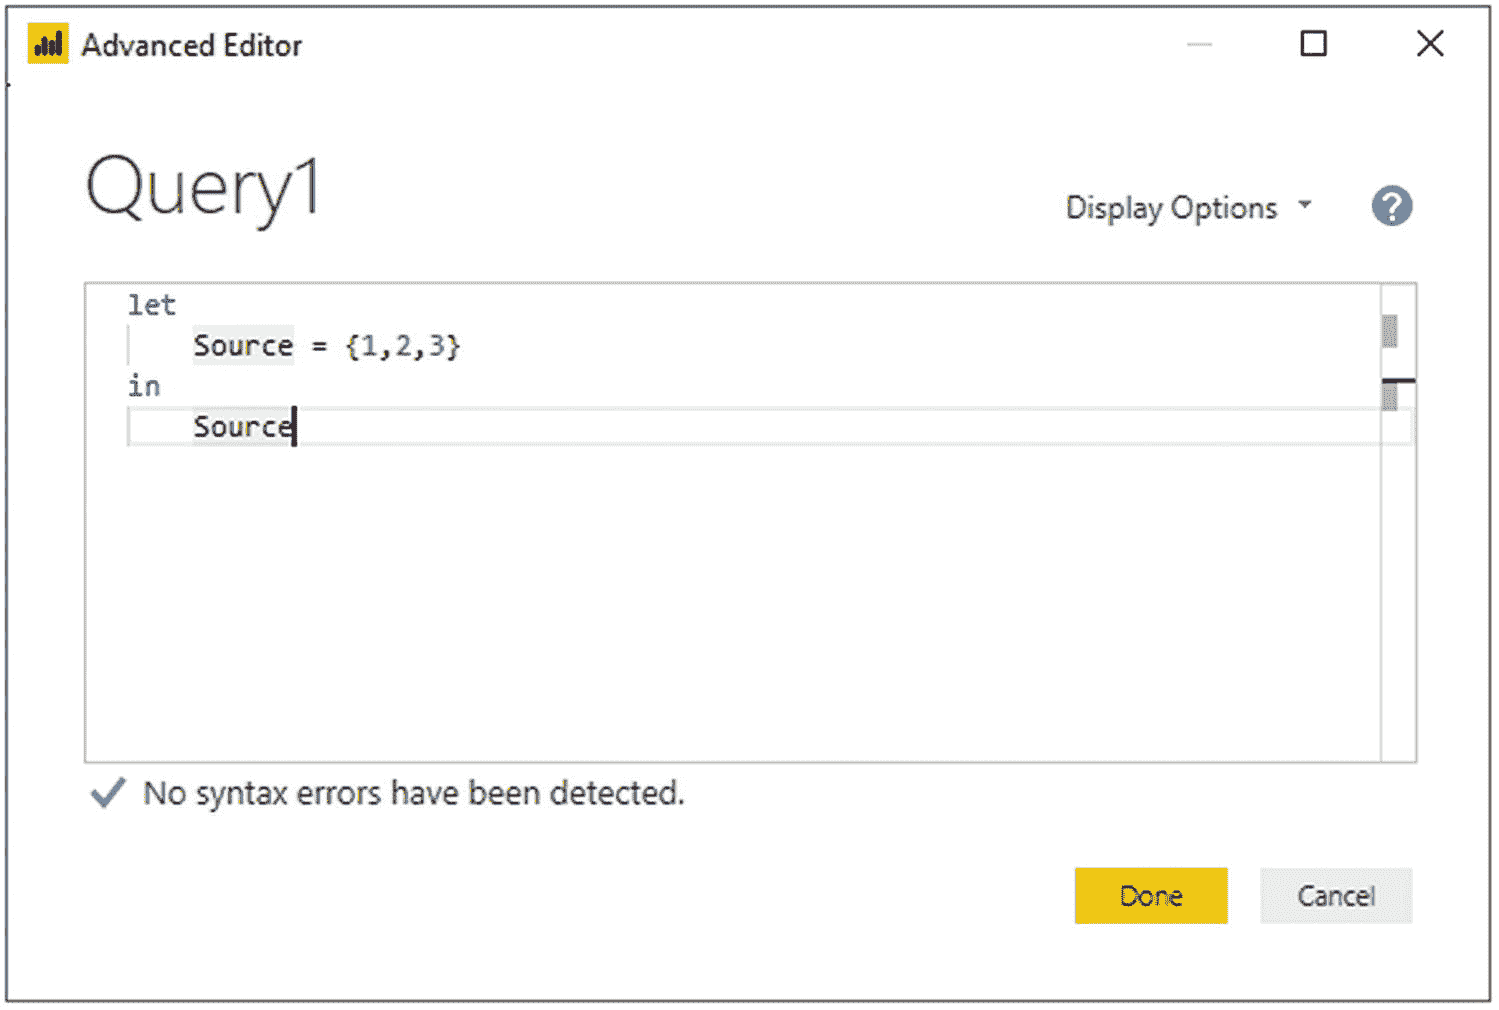 Advanced Editor
Query1
Display Options
?
let
Source = {1,2,3}
in
Source
No syntax errors have been detected.
Done
Cancel